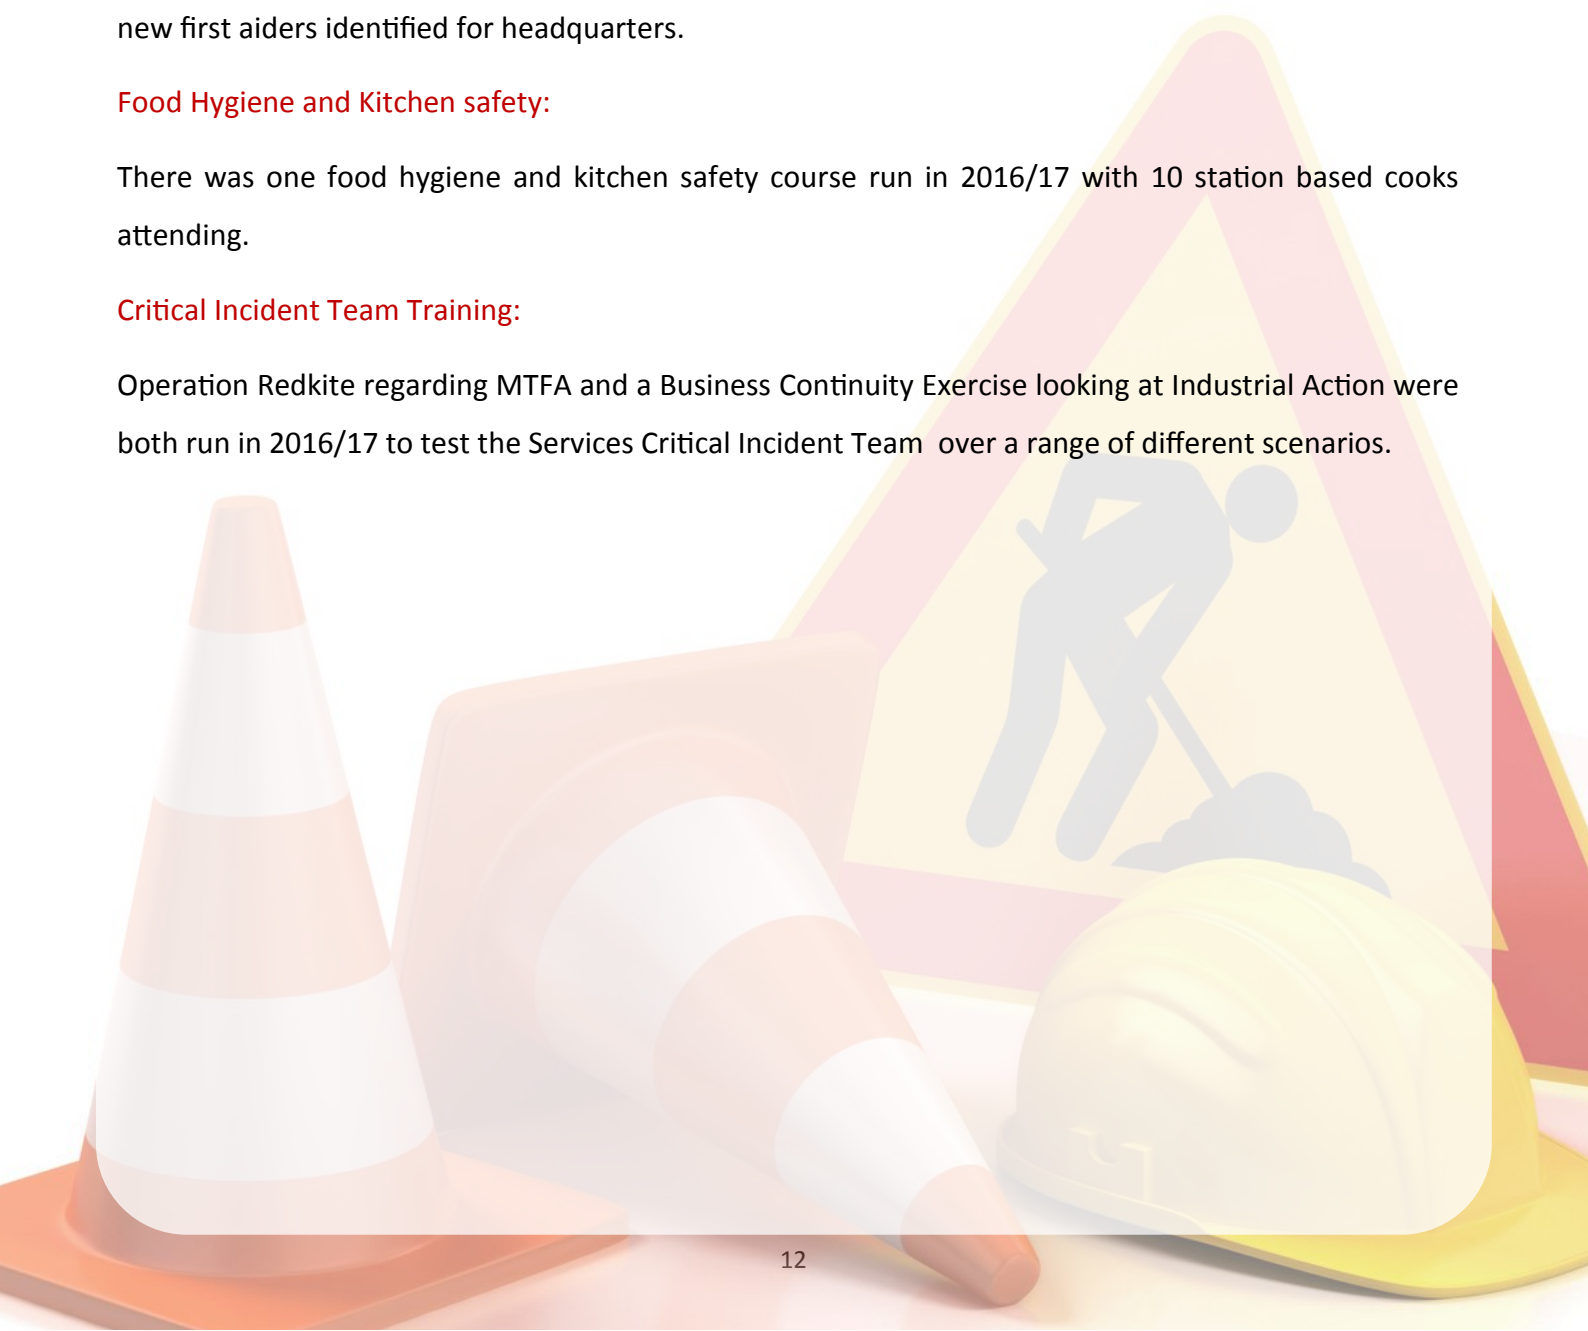 new first aiders identified for headquarters.
Food Hygiene and Kitchen safety:
There was one food hygiene and kitchen safety course run in 2016/17 with 10 station based cooks
attending.
Critical Incident Team Training:
Operation Redkite regarding MTFA and a Business Continuity Exercise looking at Industrial Action were
both run in 2016/17 to test the Services Critical Incident Team  over a range of different scenarios.
12